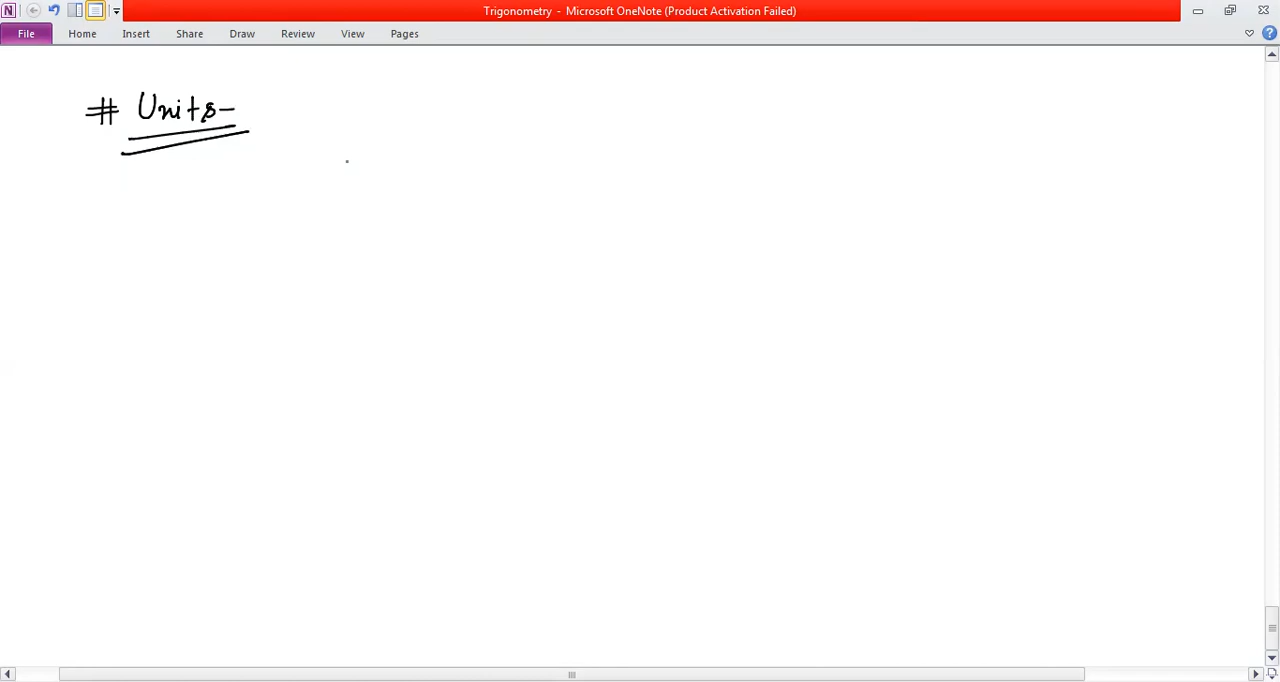 Trigonometry - Microsoft OneNote (Product Activation Failed)
File Home Insert Share Draw Review View Pages
# Units-